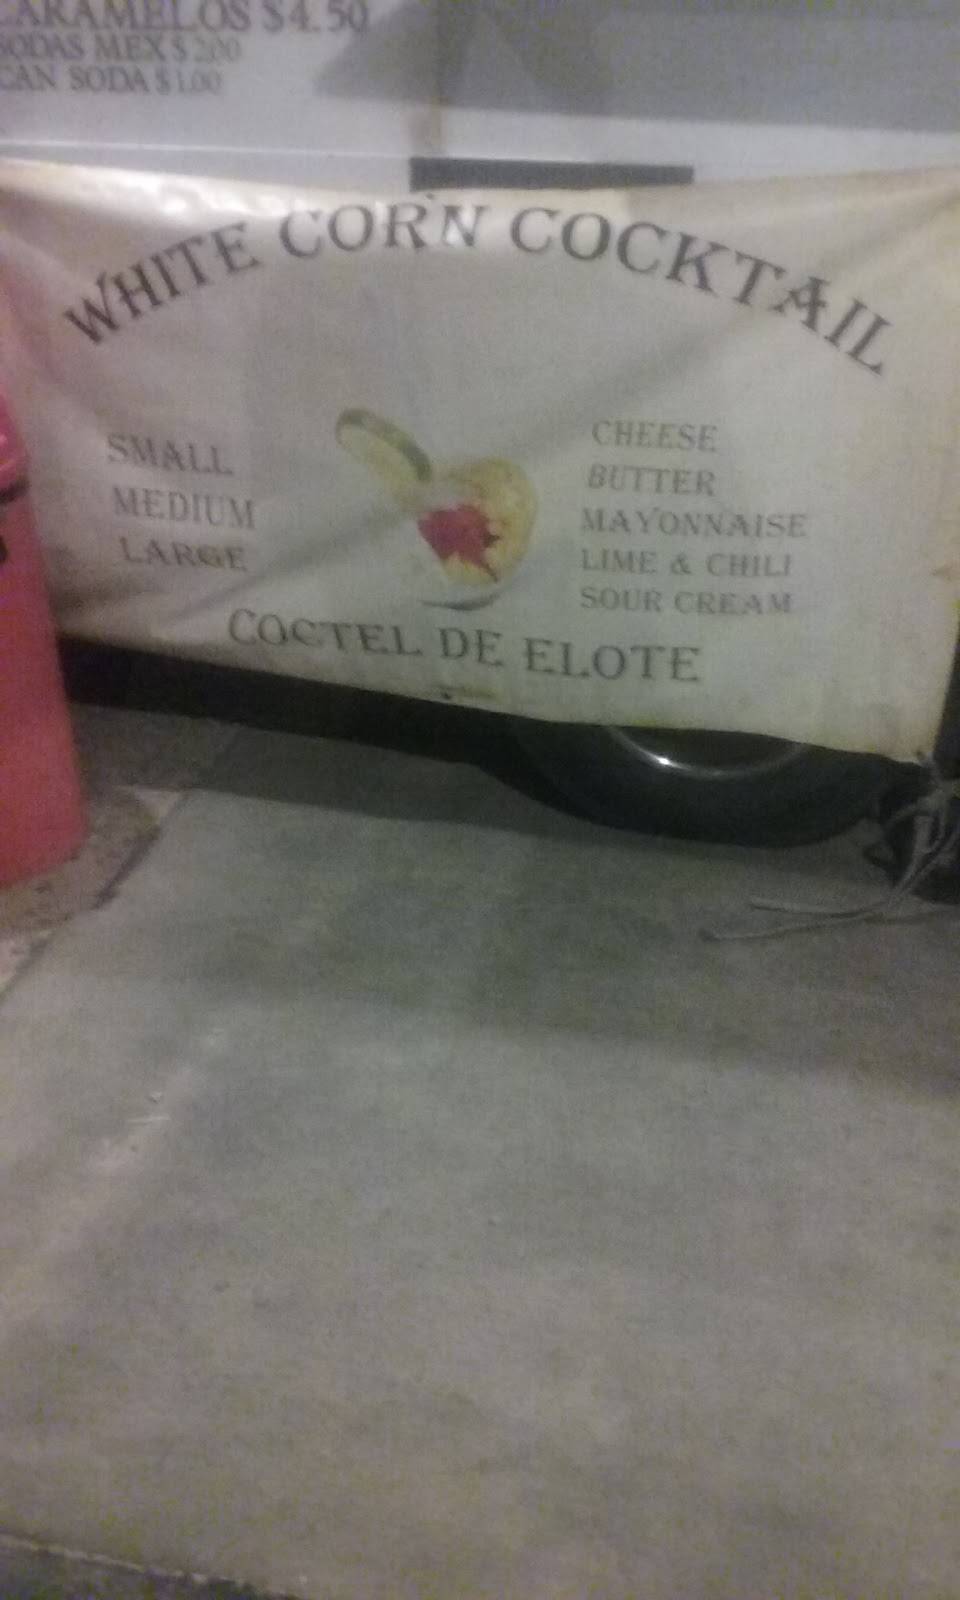 CARAMELOS $4.50
SODAS MEX $2.00
CAN SODA $1.00
WHITE CORN COCKTAIL
SMALL
MEDIUM
LARGE
CHEESE
BUTTER
MAYONNAISE
LIME & CHILI
SOUR CREAM
COCTEL DE ELOTE